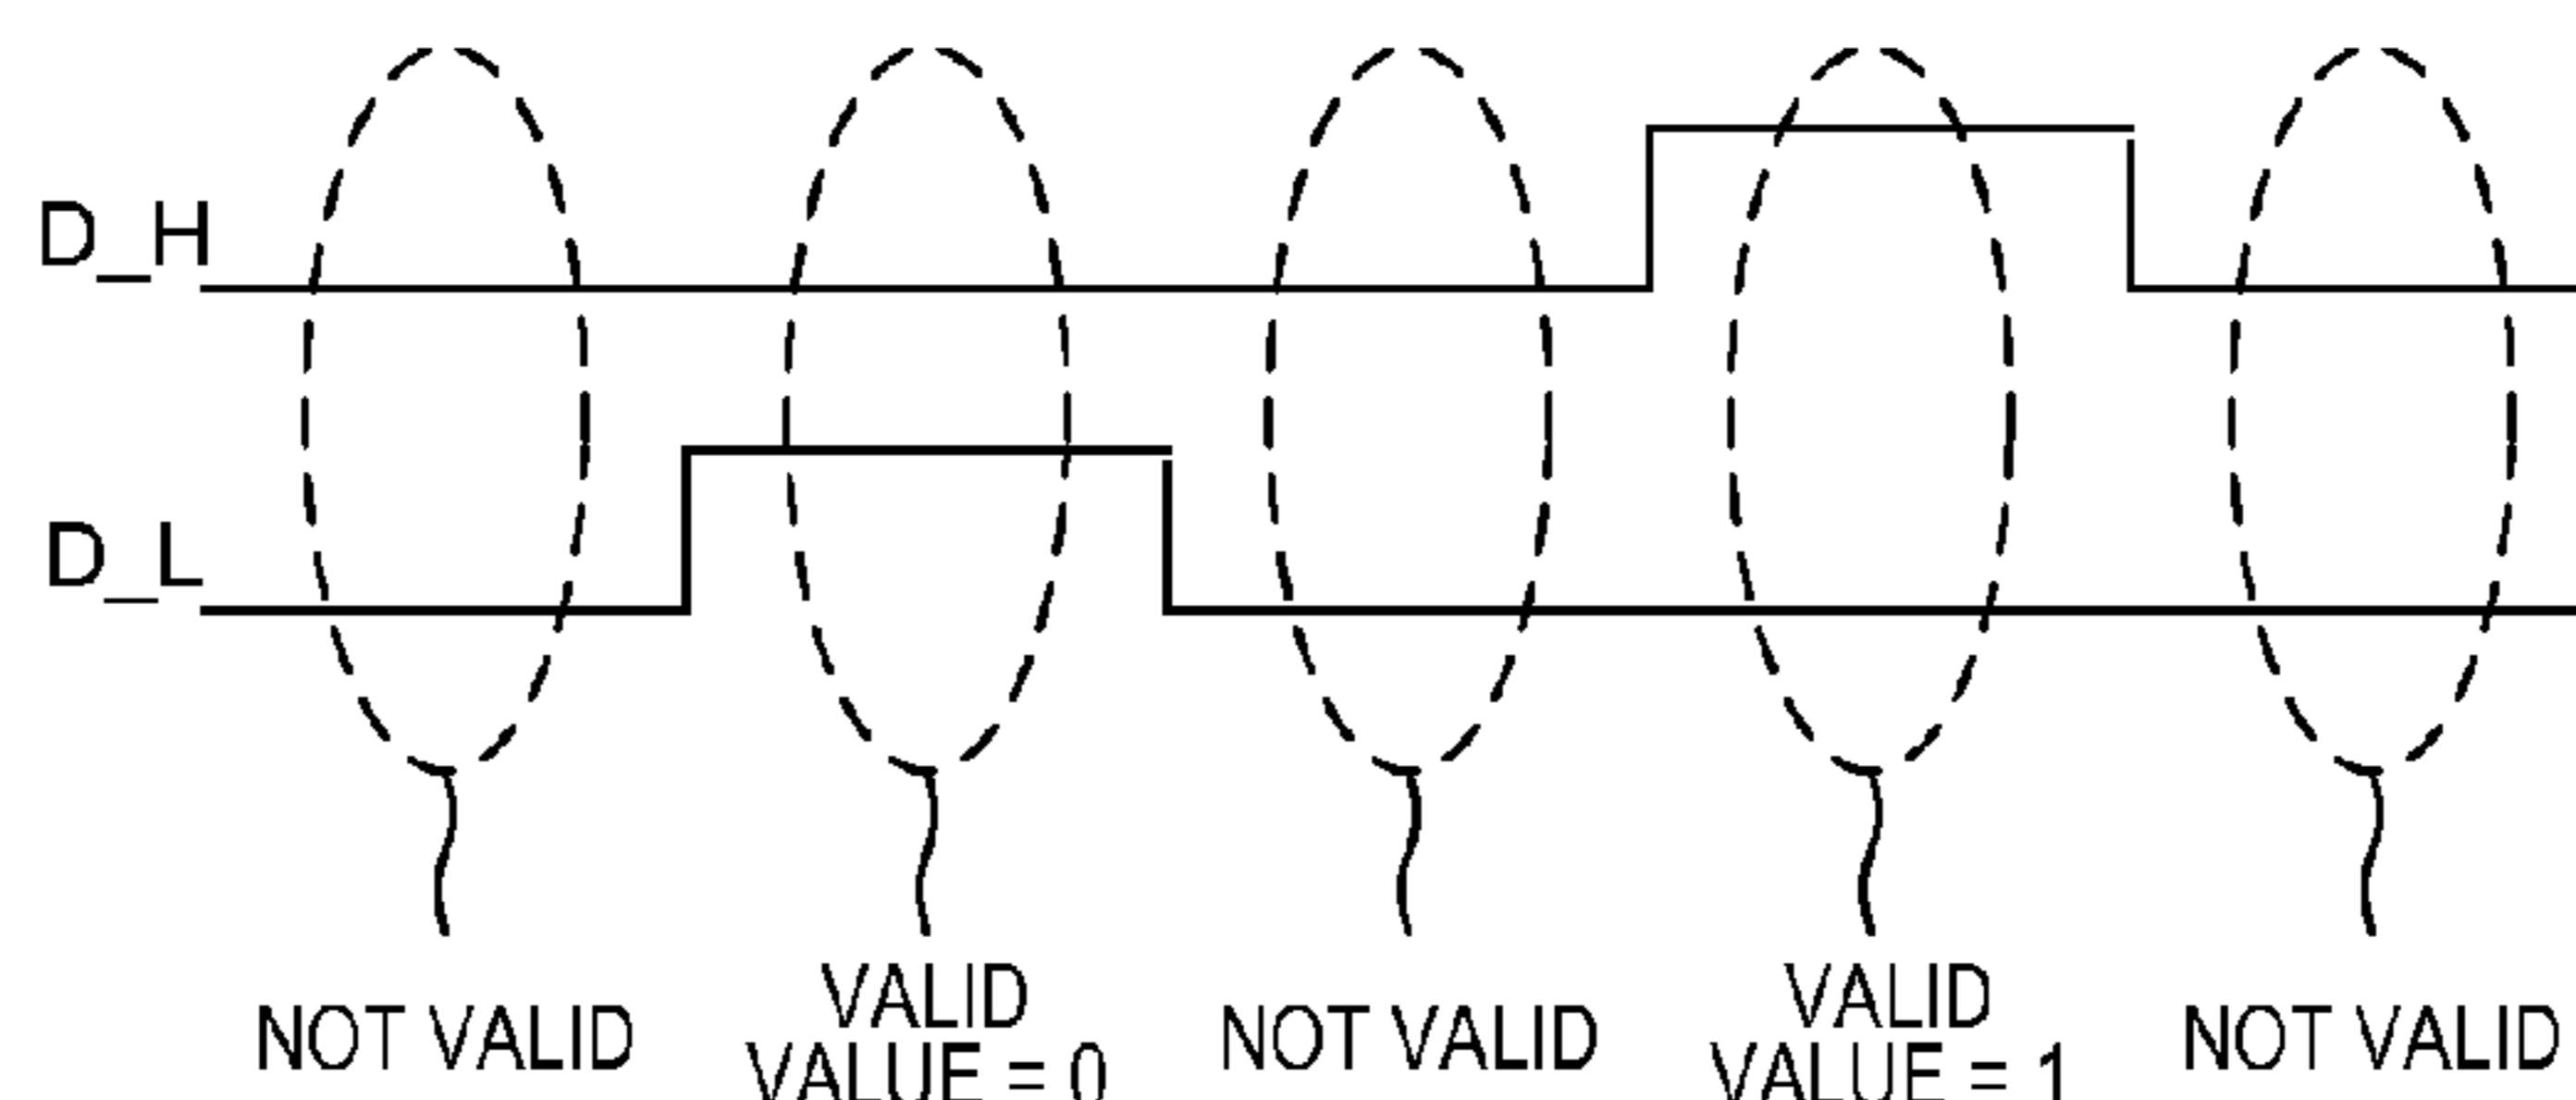 D_H
D_L
NOT VALID
VALID
VALUE = 0
NOT VALID
VALID
VALUE = 1
NOT VALID